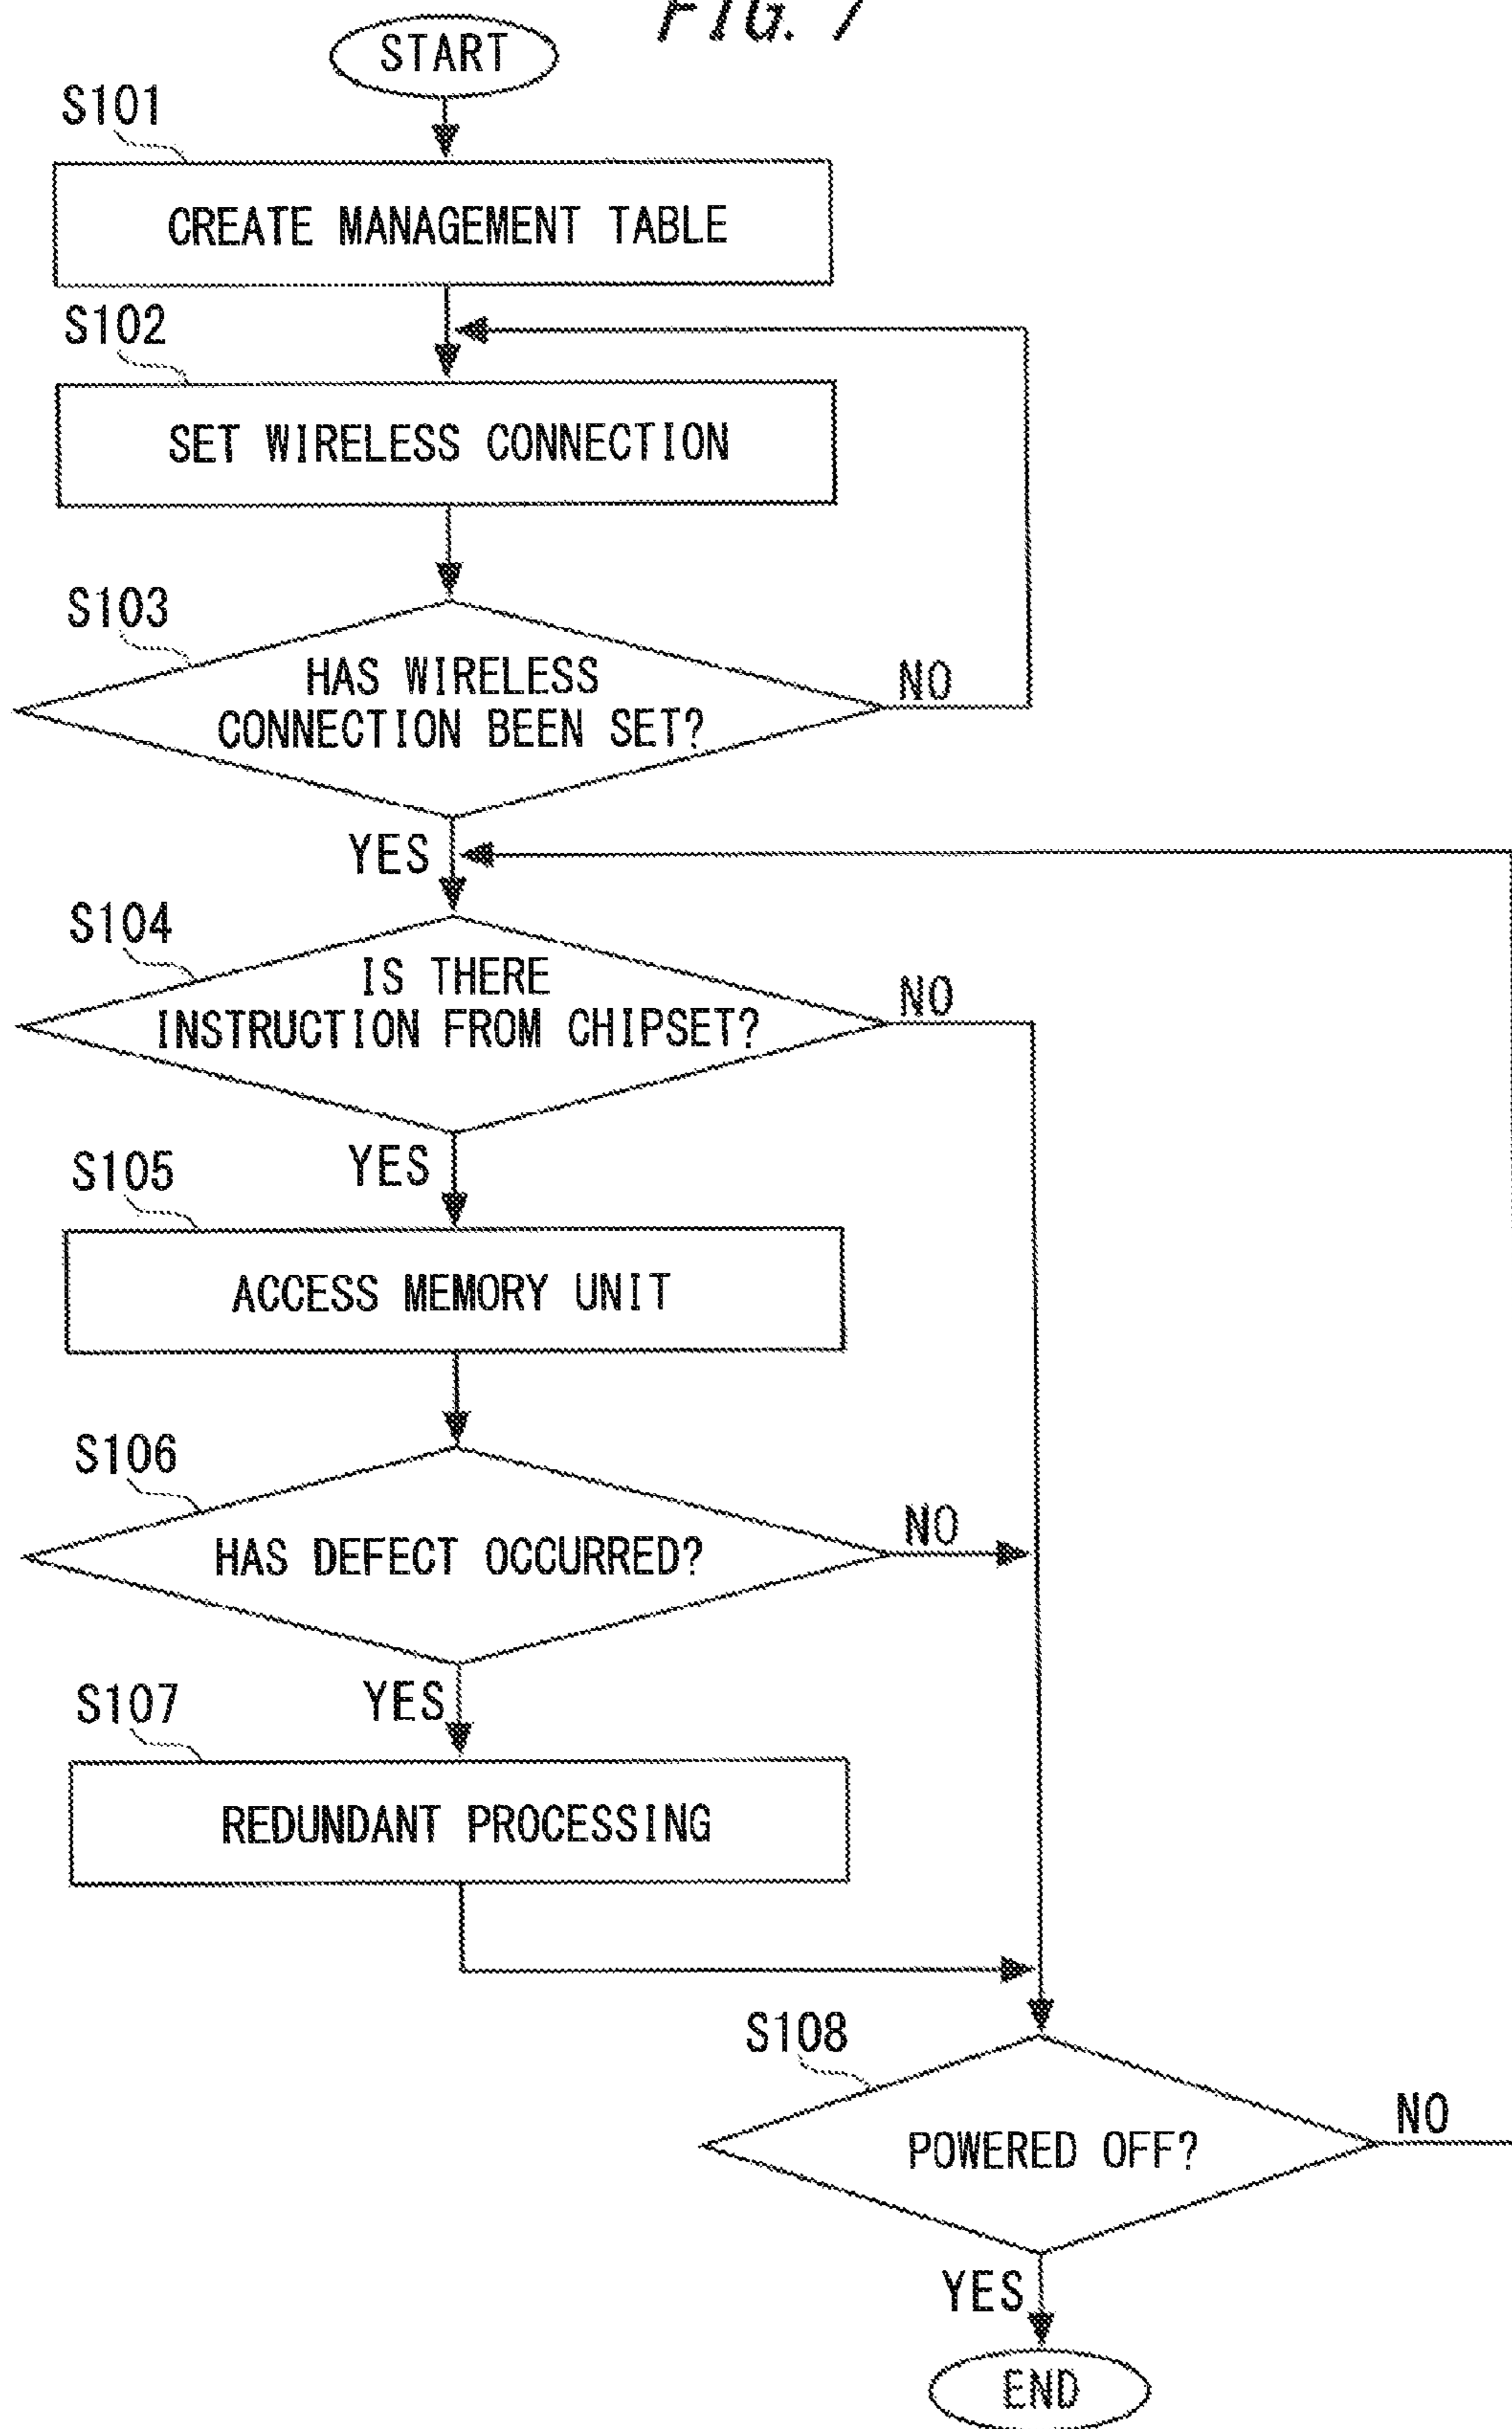 FIG. 7
START
S101
CREATE MANAGEMENT TABLE
S102
SET WIRELESS CONNECTION
S103
HAS WIRELESS
CONNECTION BEEN SET?
NO
YES
S104
IS THERE
INSTRUCTION FROM CHIPSET?
NO
YES
S105
ACCESS MEMORY UNIT
S106
HAS DEFECT OCCURRED?
NO
YES
S107
REDUNDANT PROCESSING
S108
POWERED OFF?
NO
YES
END